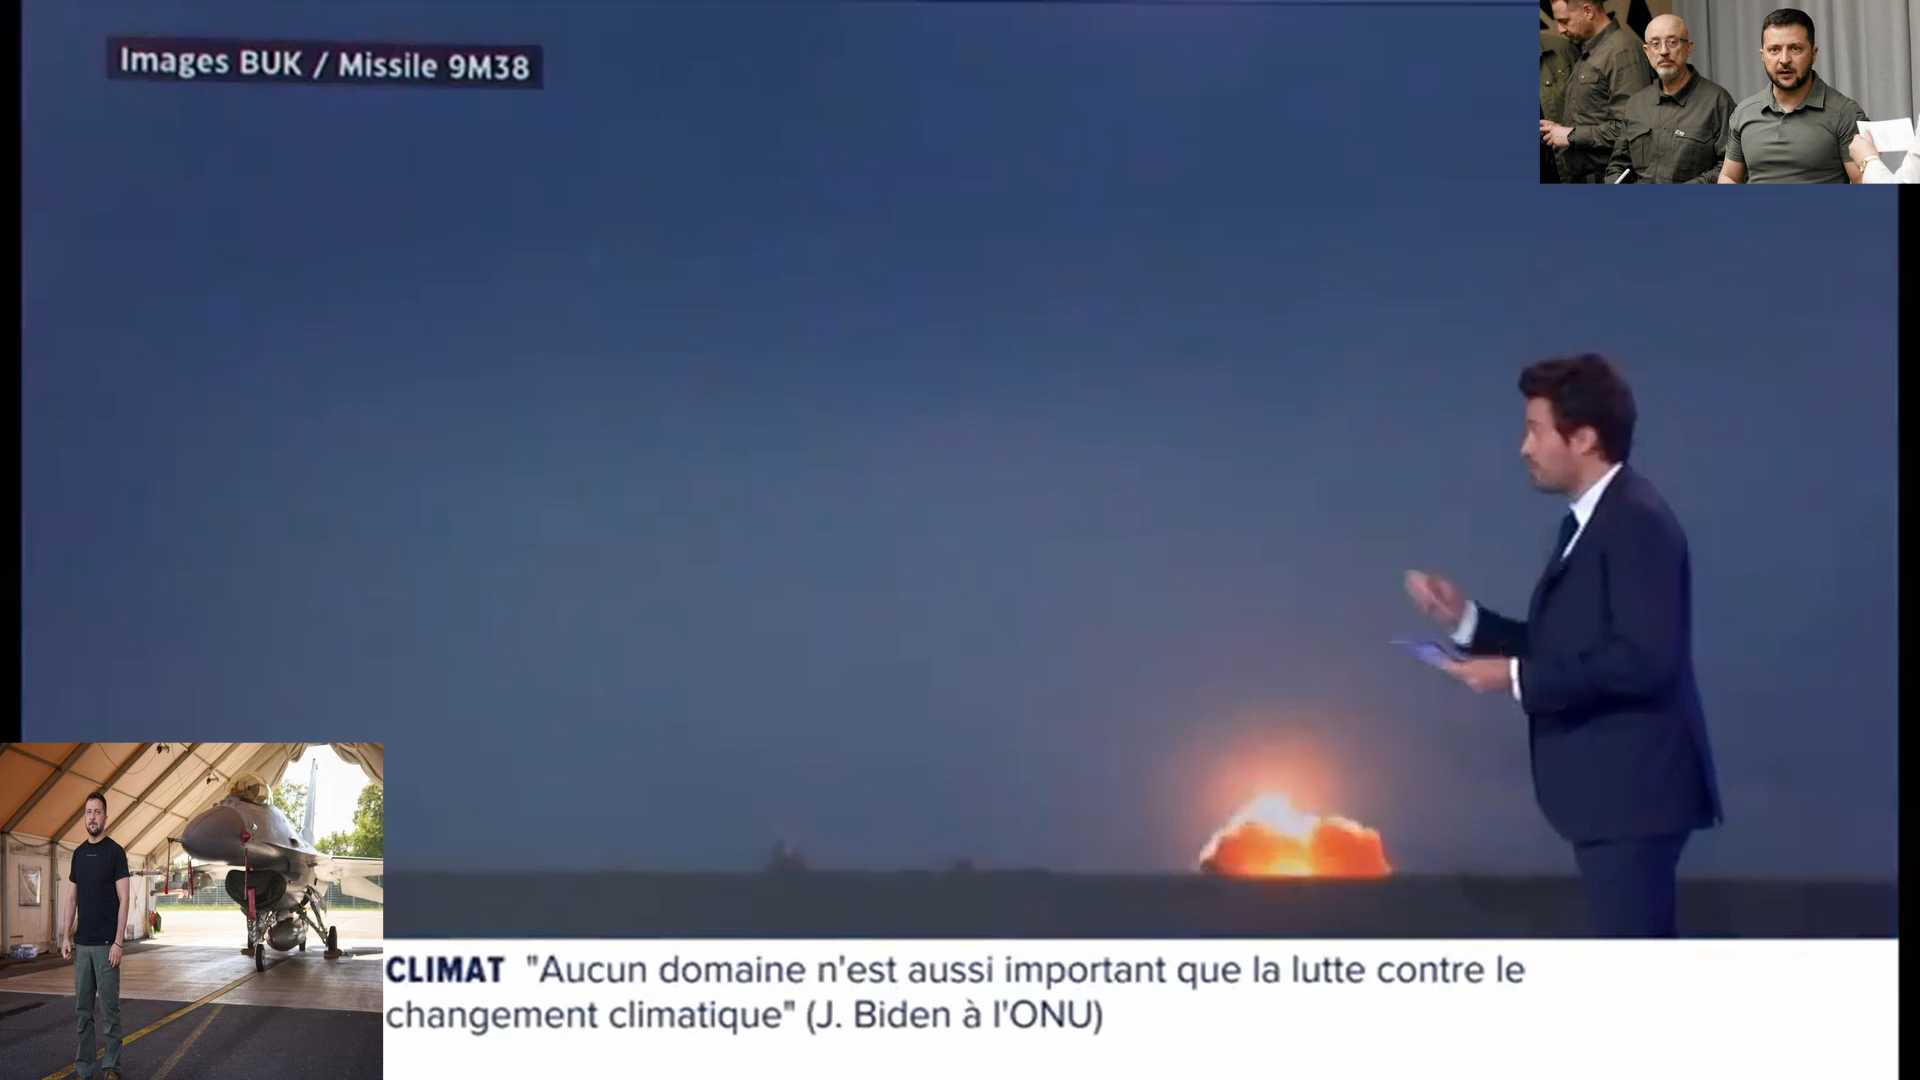 Images BUK / Missile 9M38
CLIMAT "Aucun domaine n'est aussi important que la lutte contre le
changement climatique" (J. Biden à l'ONU)